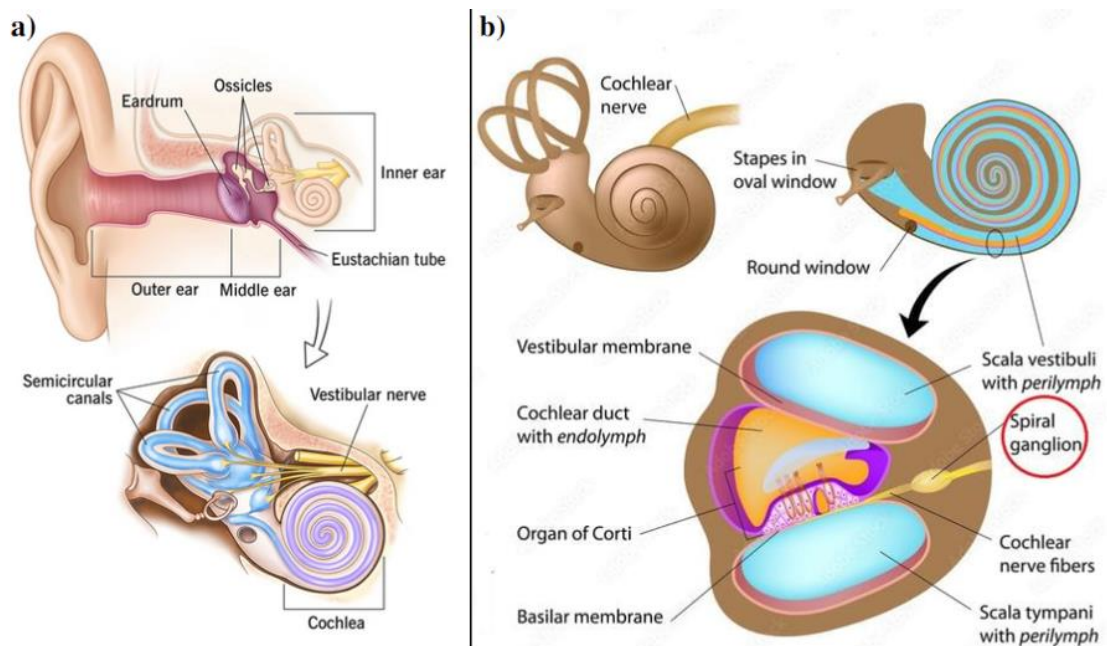 a)
Ossicles
Eardrum
Inner ear
Eustachian tube
Outer ear
Middle ear
Semicircular
canals
Vestibular nerve
Cochlea
b)
Cochlear
nerve
Stapes in
oval window
Round window
Vestibular membrane
Scala vestibuli
with perilymph
Cochlear duct
with endolymph
Spiral
ganglion
Organ of Corti
Cochlear
nerve fibers
Basilar membrane
Scala tympani
with perilymph